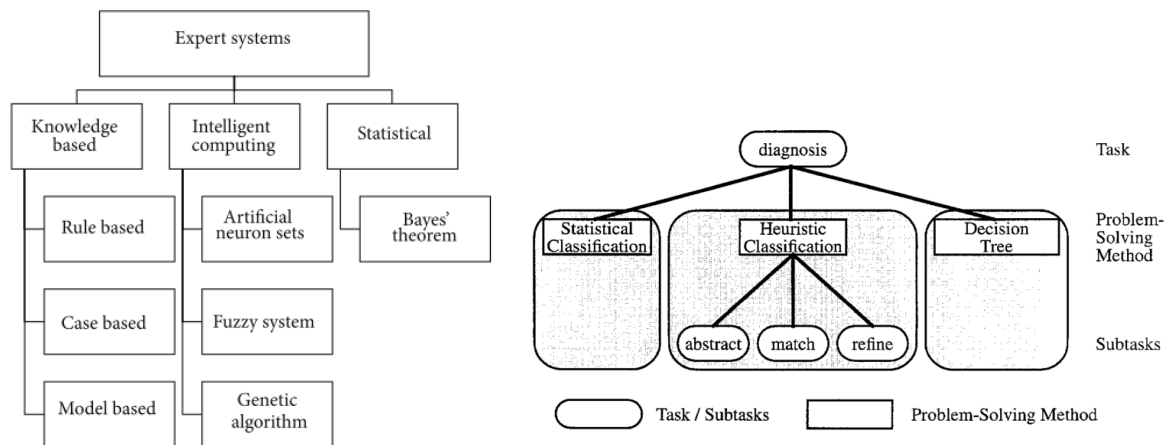 Expert systems
Knowledge
based
Intelligent
computing
Statistical
Rule based
Artificial
neuron sets
Bayes'
theorem
Case based
Fuzzy system
Model based
Genetic
algorithm
diagnosis
Task
Statistical
Classification
Heuristic
Classification
Decision
Tree
Problem-
Solving
Method
abstract
match
refine
Subtasks
Task / Subtasks
Problem-Solving Method